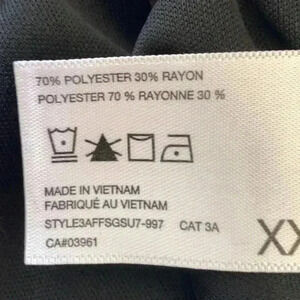 70% POLYESTER 30% RAYON
POLYESTER 70 % RAYONNE 30 %
MADE IN VIETNAM
FABRIQUÉ AU VIETNAM
STYLE3AFFSGSU7-997 CAT 3A
CA#03961
XX